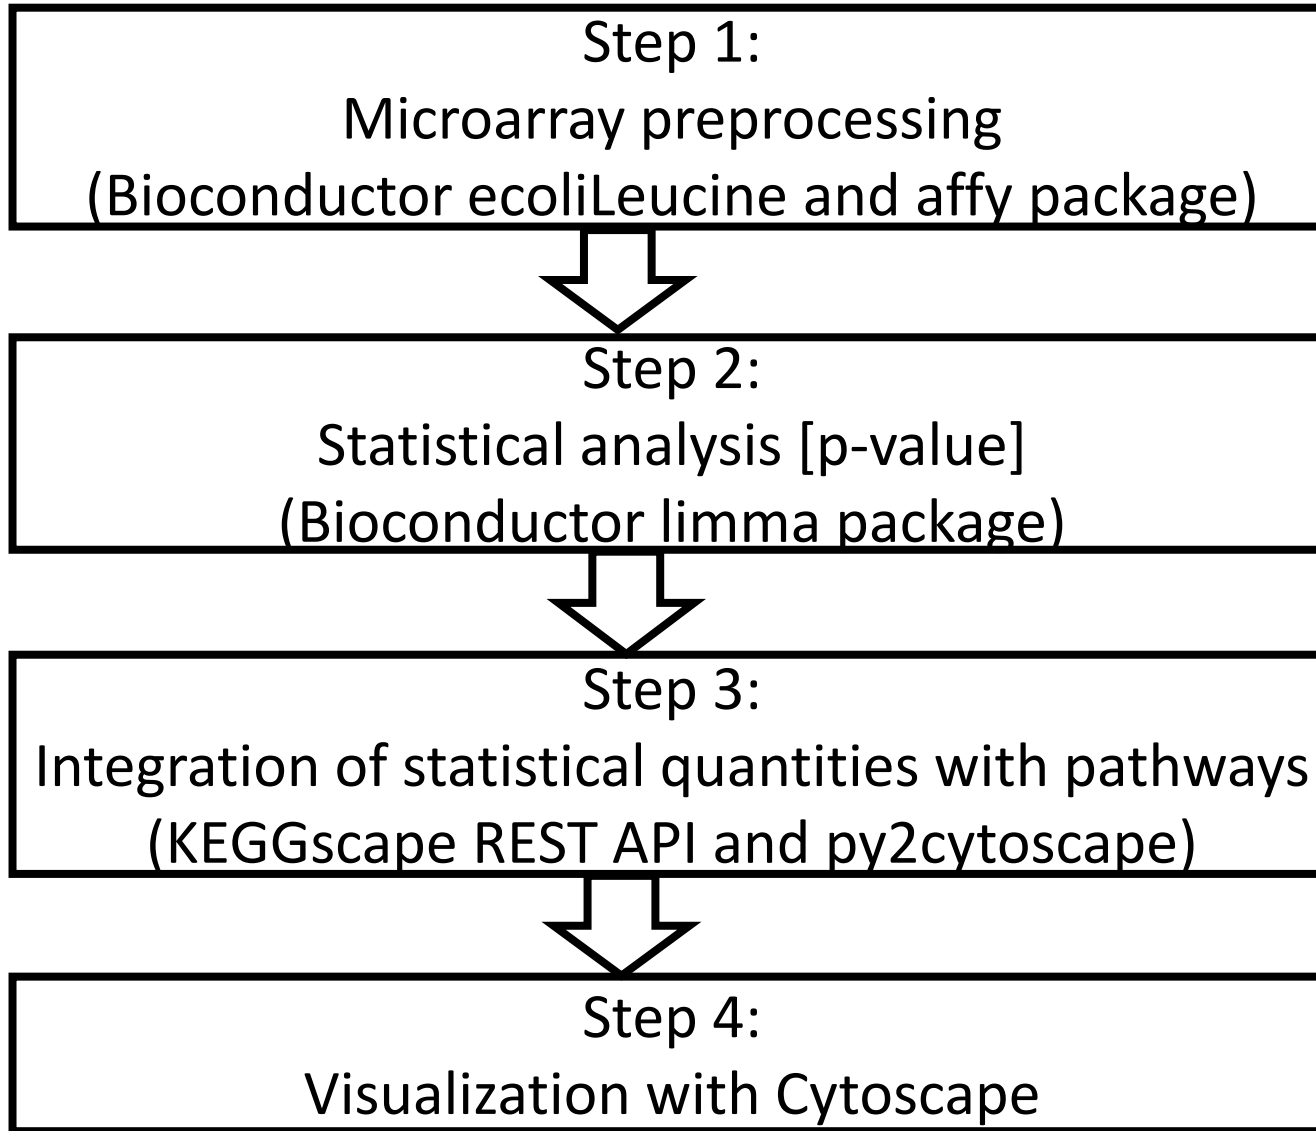 Step 1:
Microarray preprocessing
(Bioconductor ecoliLeucine and affy package)
Step 2:
Statistical analysis [p-value]
(Bioconductor limma package)
Step 3:
Integration of statistical quantities with pathways
(KEGGscape REST API and py2cytoscape)
Step 4:
Visualization with Cytoscape